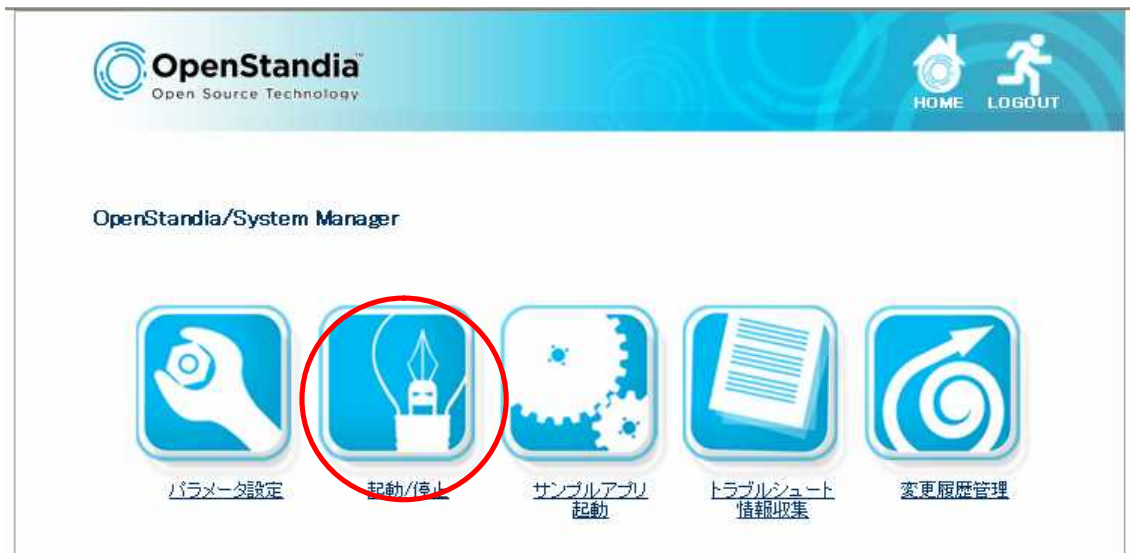 OpenStandia™
Open Source Technology
HOME LOGOUT
OpenStandia/System Manager
パラメータ設定
起動/停止
サンプルアプリ
起動
トラブルシュート
情報収集
変更履歴管理